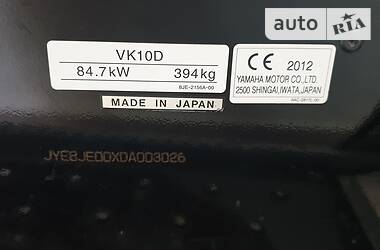 auto RIA
VK10D
84.7kW 394kg
8JE-2156A-00
MADE IN JAPAN
CE 2012
YAMAHA MOTOR CO., LTD.
2500 SHINGAI, IWATA, JAPAN
JYE8JE00XDA003026